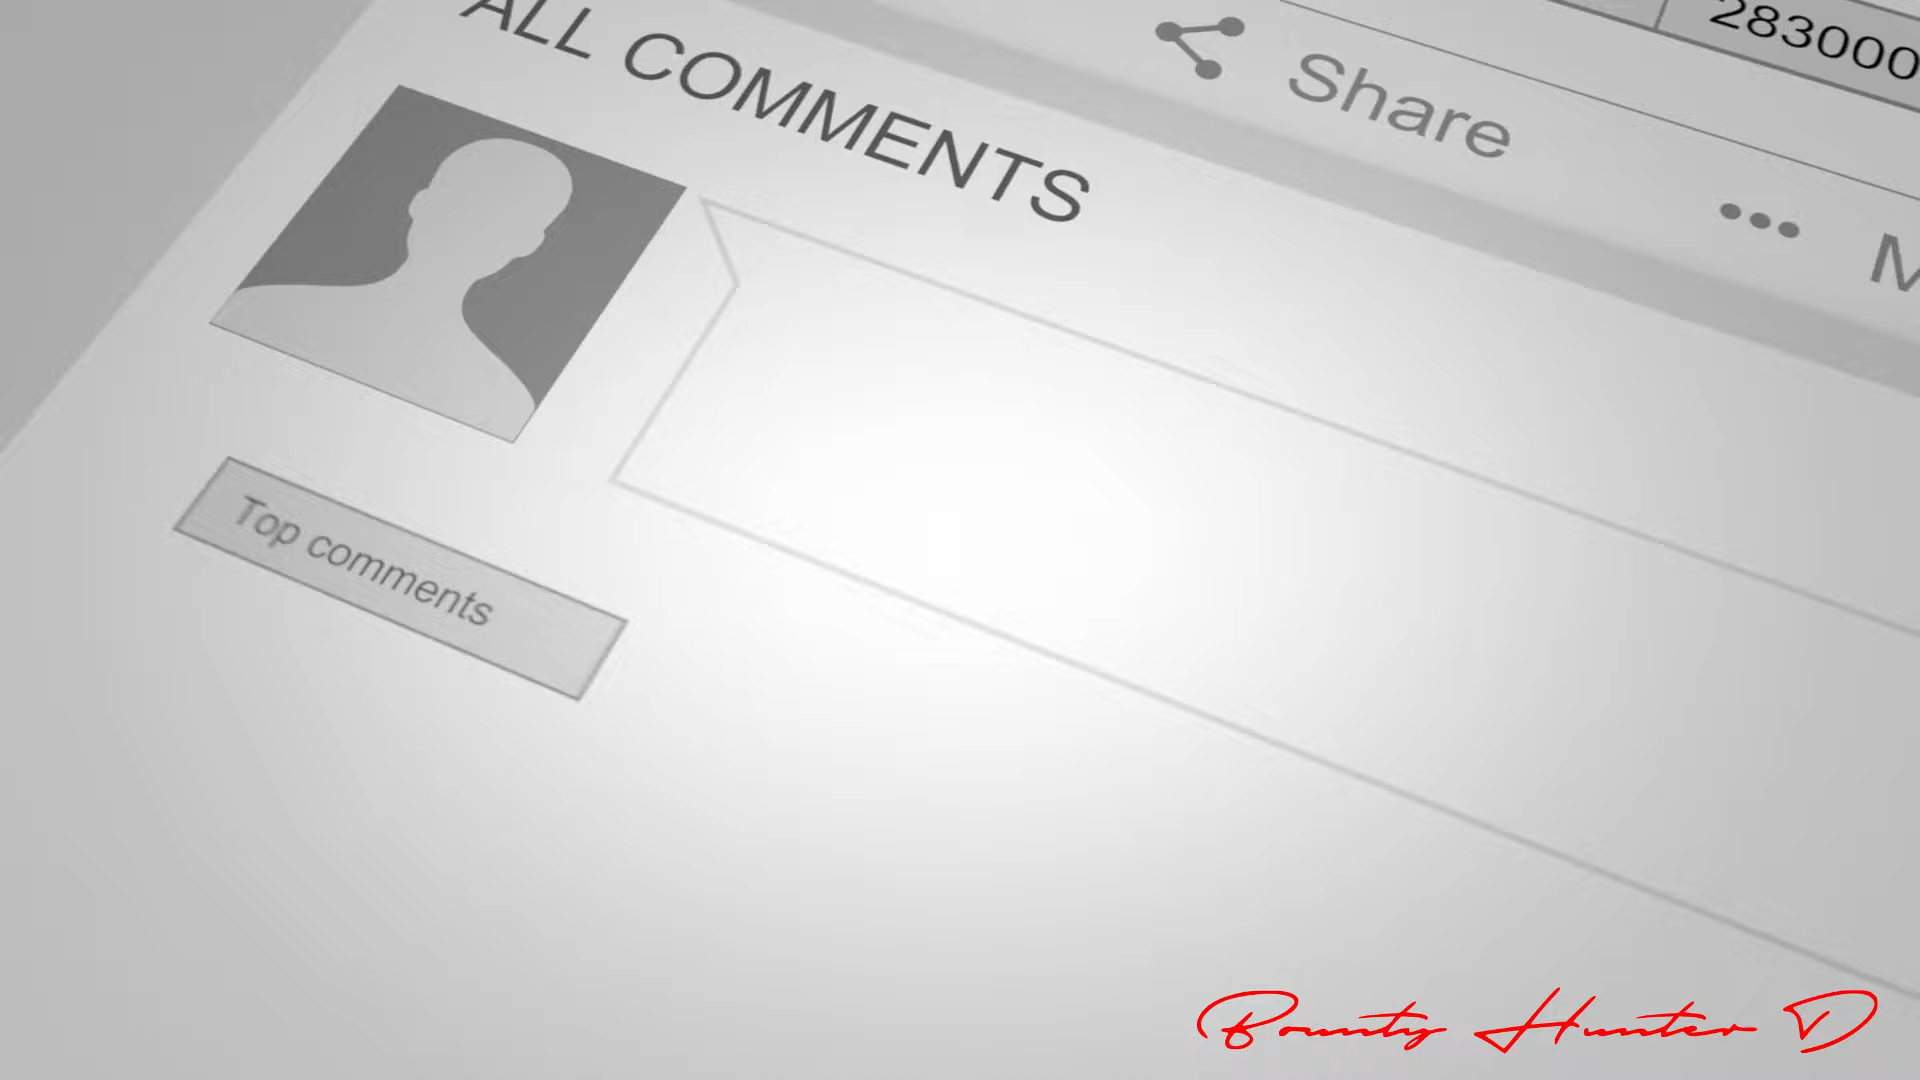 283000
Share
ALL COMMENTS
Top comments
Bounty Hunter D